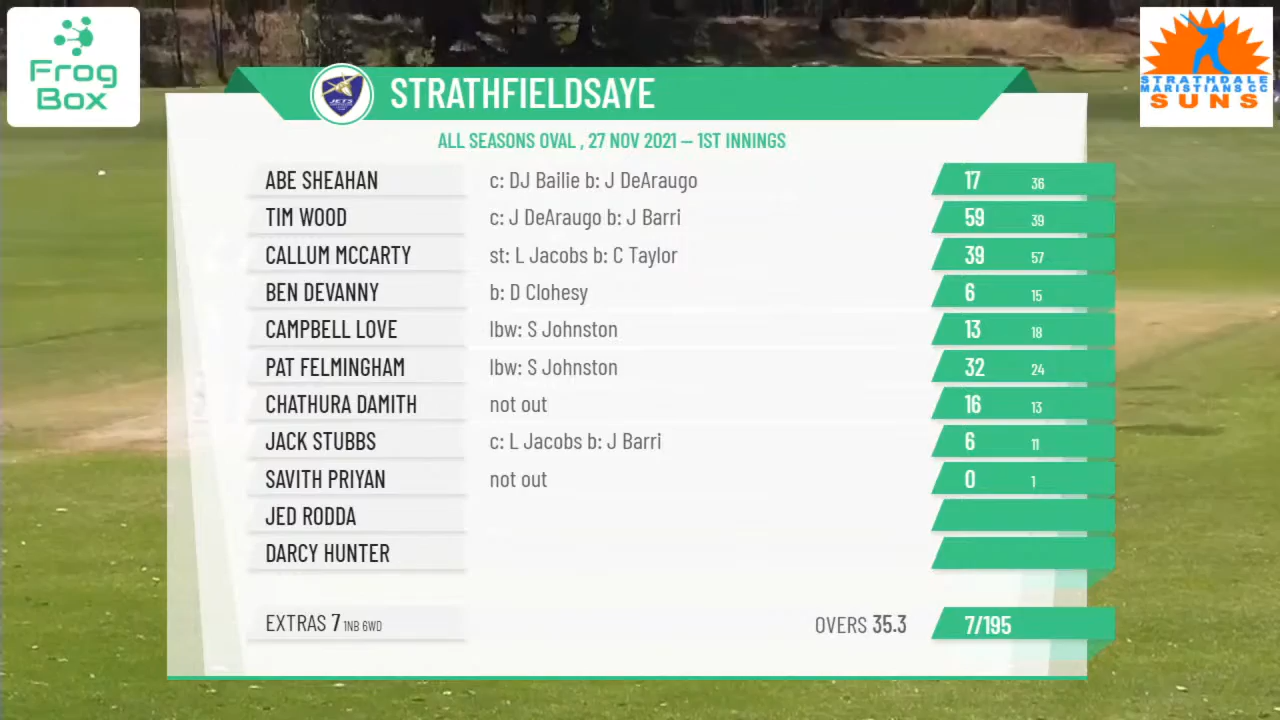 Frog
Box
STRATHFIELDSAYE
JETS
STRATHDALE
MARISTIANS CC
SUNS
ALL SEASONS OVAL , 27 NOV 2021 – 1ST INNINGS
ABE SHEAHAN c: DJ Bailie b: J DeAraugo 17 36
TIM WOOD c: J DeAraugo b: J Barri 59 39
CALLUM MCCARTY st: L Jacobs b: C Taylor 39 57
BEN DEVANNY b: D Clohesy 6 15
CAMPBELL LOVE lbw: S Johnston 13 18
PAT FELMINGHAM lbw: S Johnston 32 24
CHATHURA DAMITH not out 16 13
JACK STUBBS c: L Jacobs b: J Barri 6 11
SAVITH PRIYAN not out 0 1
JED RODDA
DARCY HUNTER
EXTRAS 7 1NB 6WD OVERS 35.3 7/195